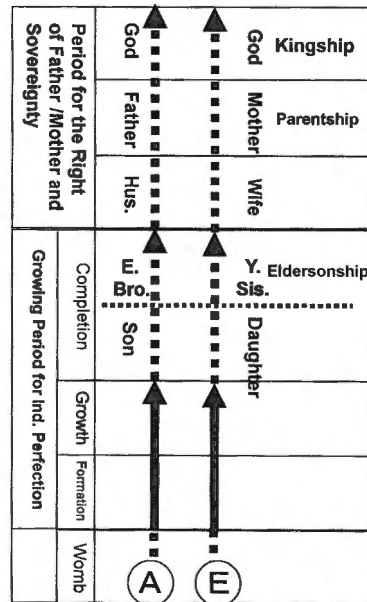 Period for the Right
of Father /Mother and
Sovereignty
God
God
Kingship
Father
Mother
Parentship
Hus.
Wife
Growing Period for Ind. Perfection
Completion
E.
Bro.
Y.
Sis.
Eldersonship
Son
Daughter
Growth
Formation
Womb
A
E